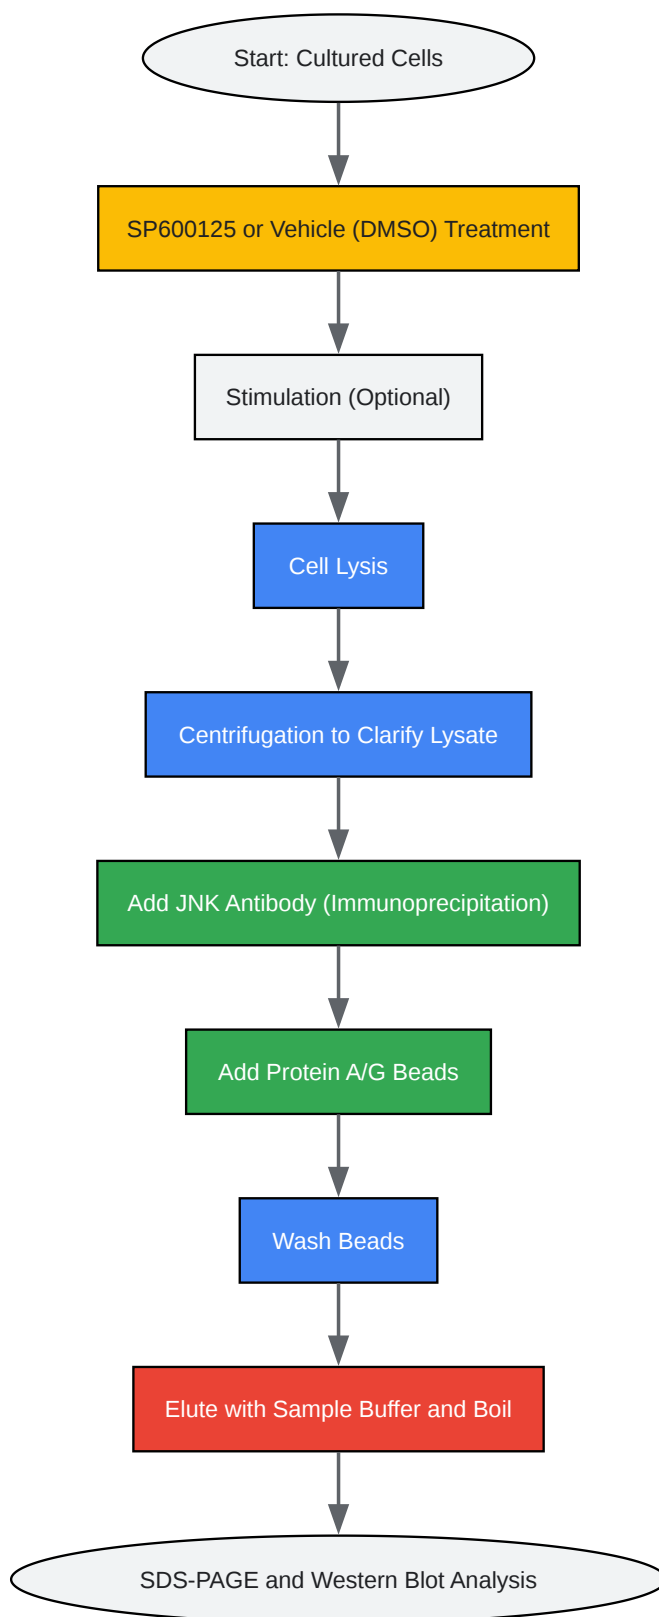 Start: Cultured Cells
SP600125 or Vehicle (DMSO) Treatment
Stimulation (Optional)
Cell Lysis
Centrifugation to Clarify Lysate
Add JNK Antibody (Immunoprecipitation)
Add Protein A/G Beads
Wash Beads
Elute with Sample Buffer and Boil
SDS-PAGE and Western Blot Analysis